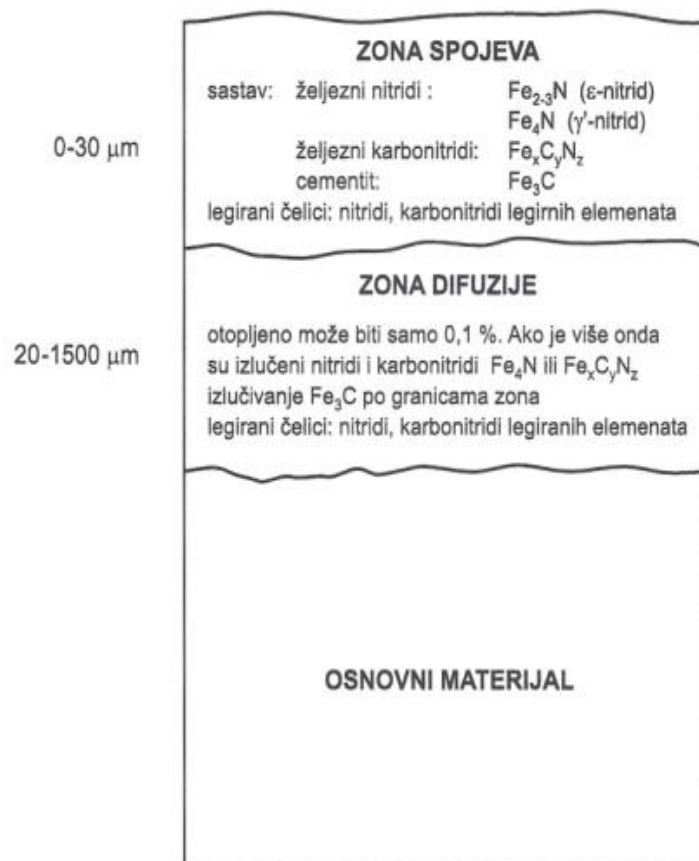 ZONA SPOJEVA
sastav: željezni nitridi : Fe₂₋₃N (ε-nitrid)
Fe₄N (γ'-nitrid)
0-30 μm
željezni karbonitridi: FeₓCᵧN_z
cementit: Fe₃C
legirani čelici: nitridi, karbonitridi legirnih elemenata
ZONA DIFUZIJE
otopljeno može biti samo 0,1 %. Ako je više onda
20-1500 μm
su izlučeni nitridi i karbonitridi Fe₄N ili FeₓCᵧN_z
izlučivanje Fe₃C po granicama zona
legirani čelici: nitridi, karbonitridi legiranih elemenata
OSNOVNI MATERIJAL